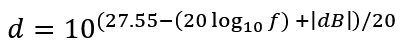 d = 10^(27.55−(20 log₁₀ f) +|dB|)/20